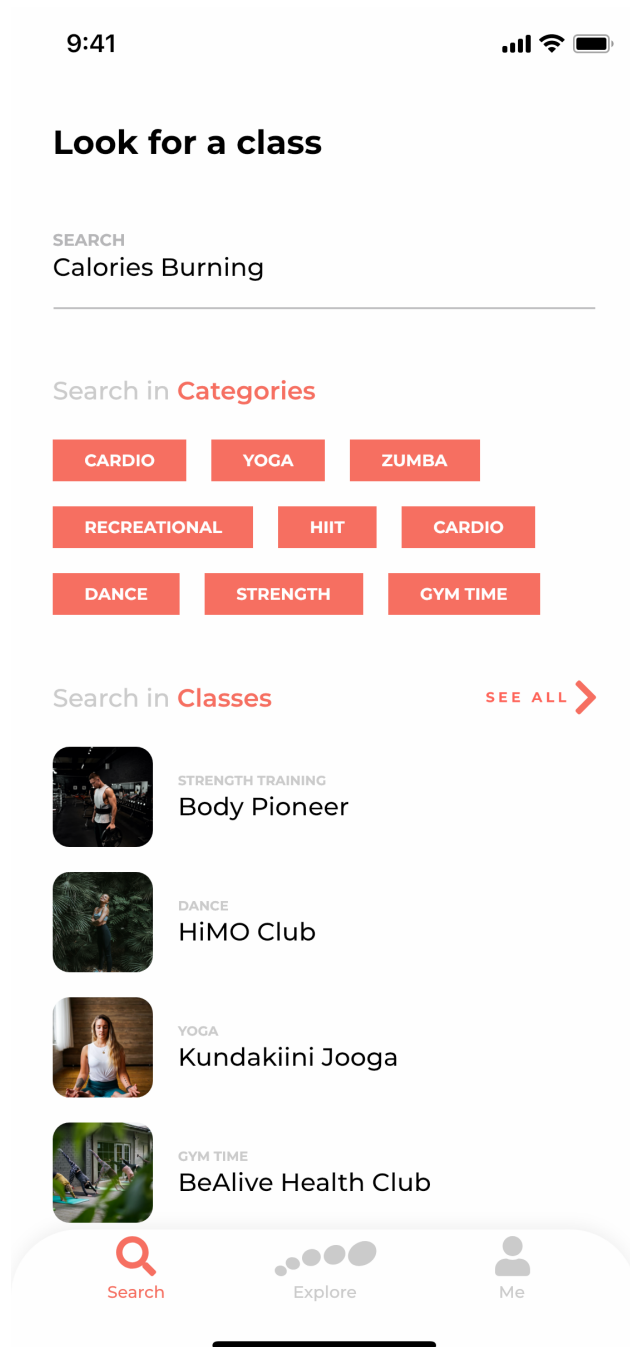 9:41
Look for a class
SEARCH
Calories Burning
Search in Categories
CARDIO YOGA ZUMBA
RECREATIONAL HIIT CARDIO
DANCE STRENGTH GYM TIME
Search in Classes SEE ALL
STRENGTH TRAINING
Body Pioneer
DANCE
HiMO Club
YOGA
Kundakiini Jooga
GYM TIME
BeAlive Health Club
Search Explore Me